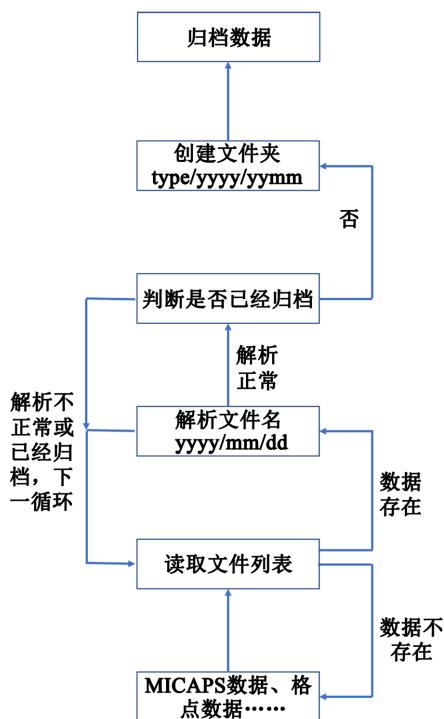 归档数据
创建文件夹
type/yyyy/yymm
否
判断是否已经归档
解析
正常
解析不
正常或
已经归
档，下
一循环
解析文件名
yyyy/mm/dd
数据
存在
读取文件列表
数据不
存在
MICAPS数据、格
点数据……